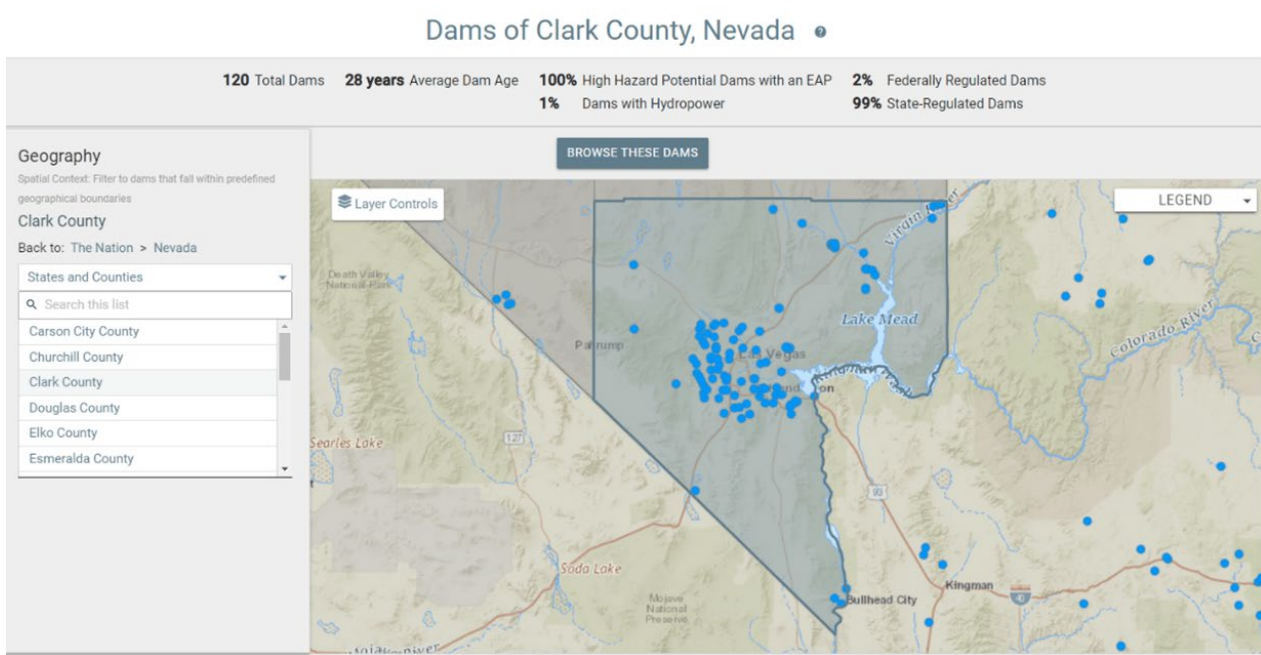 Dams of Clark County, Nevada
120 Total Dams 28 years Average Dam Age 100% High Hazard Potential Dams with an EAP 2% Federally Regulated Dams
1% Dams with Hydropower 99% State-Regulated Dams
BROWSE THESE DAMS
Geography
Spatial Context: Filter to dams that fall within predefined
geographical boundaries
Clark County
Back to: The Nation > Nevada
States and Counties
Search this list
Carson City County
Churchill County
Clark County
Douglas County
Elko County
Esmeralda County
Layer Controls
LEGEND
Virgin River
Death Valley
National Park
Lake Mead
Colorado River
Pahrump
Las Vegas
Searles Lake
127
93
Soda Lake
Kingman
40
Mojave
National
Preserve
Bullhead City